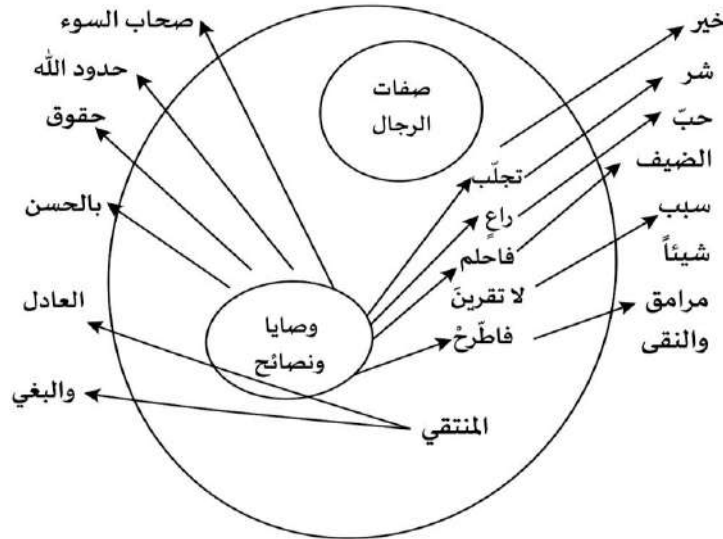 خير
شر
حبّ
الضيف
سبب
شيئاً
مرامق
والنقى
صفات
الرجال
تجلّب
راعٍ
فاحلم
لا تقرينَ
فاطّرحْ
وصايا
ونصائح
المنتقي
صحاب السوء
حدود الله
حقوق
بالحسن
العادل
والبغي